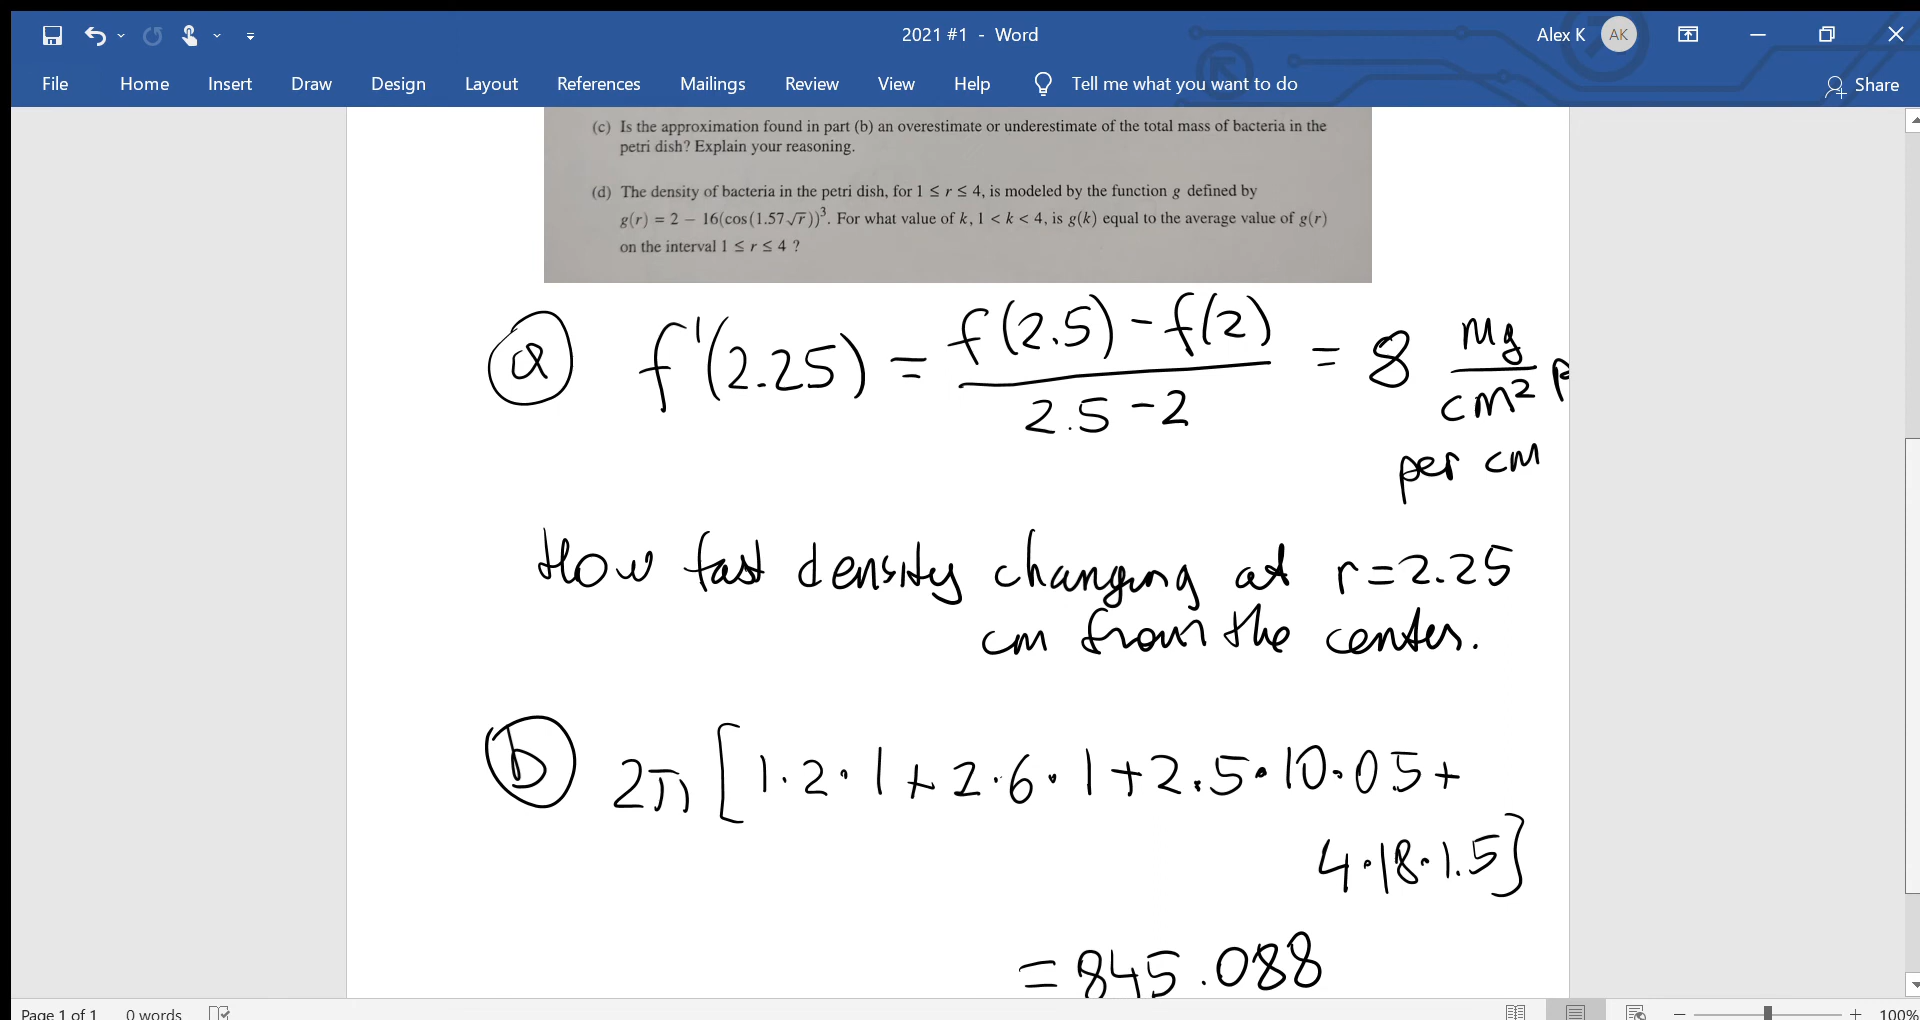 2021 #1 - Word
Alex K AK
File Home Insert Draw Design Layout References Mailings Review View Help Tell me what you want to do Share
(c) Is the approximation found in part (b) an overestimate or underestimate of the total mass of bacteria in the
petri dish? Explain your reasoning.
(d) The density of bacteria in the petri dish, for 1 ≤ r ≤ 4, is modeled by the function g defined by
g(r) = 2 − 16(cos(1.57√r))³. For what value of k, 1 < k < 4, is g(k) equal to the average value of g(r)
on the interval 1 ≤ r ≤ 4 ?
ⓐ f'(2.25) = (f(2.5) - f(2))/(2.5 - 2) = 8 mg/cm² p
per cm
How fast density changing at r=2.25
cm from the center.
ⓑ 2π [1·2·1 + 2·6·1 + 2.5·10·0.5 +
4·18·1.5]
= 845.088
Page 1 of 1 0 words 100%